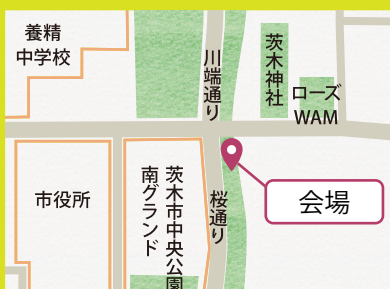 養精
中学校
川端通り
茨木神社
ローズ
WAM
市役所
茨木市中央公園
南グランド
桜通り
会場